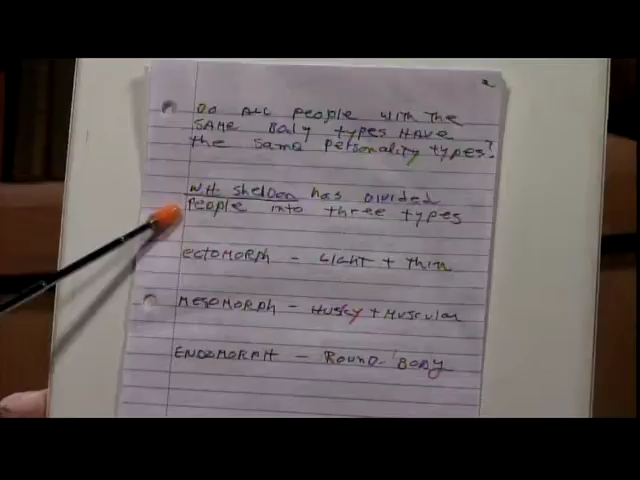 Do ALL people with The
SAME Body types HAVE
the same personality types?
W.H. Sheldon has Divided
People into three types
ECTOMORPH - LIGHT + Thin
MESOMORPH - HUSKY + Muscular
ENDOMORPH - ROUND-BODY